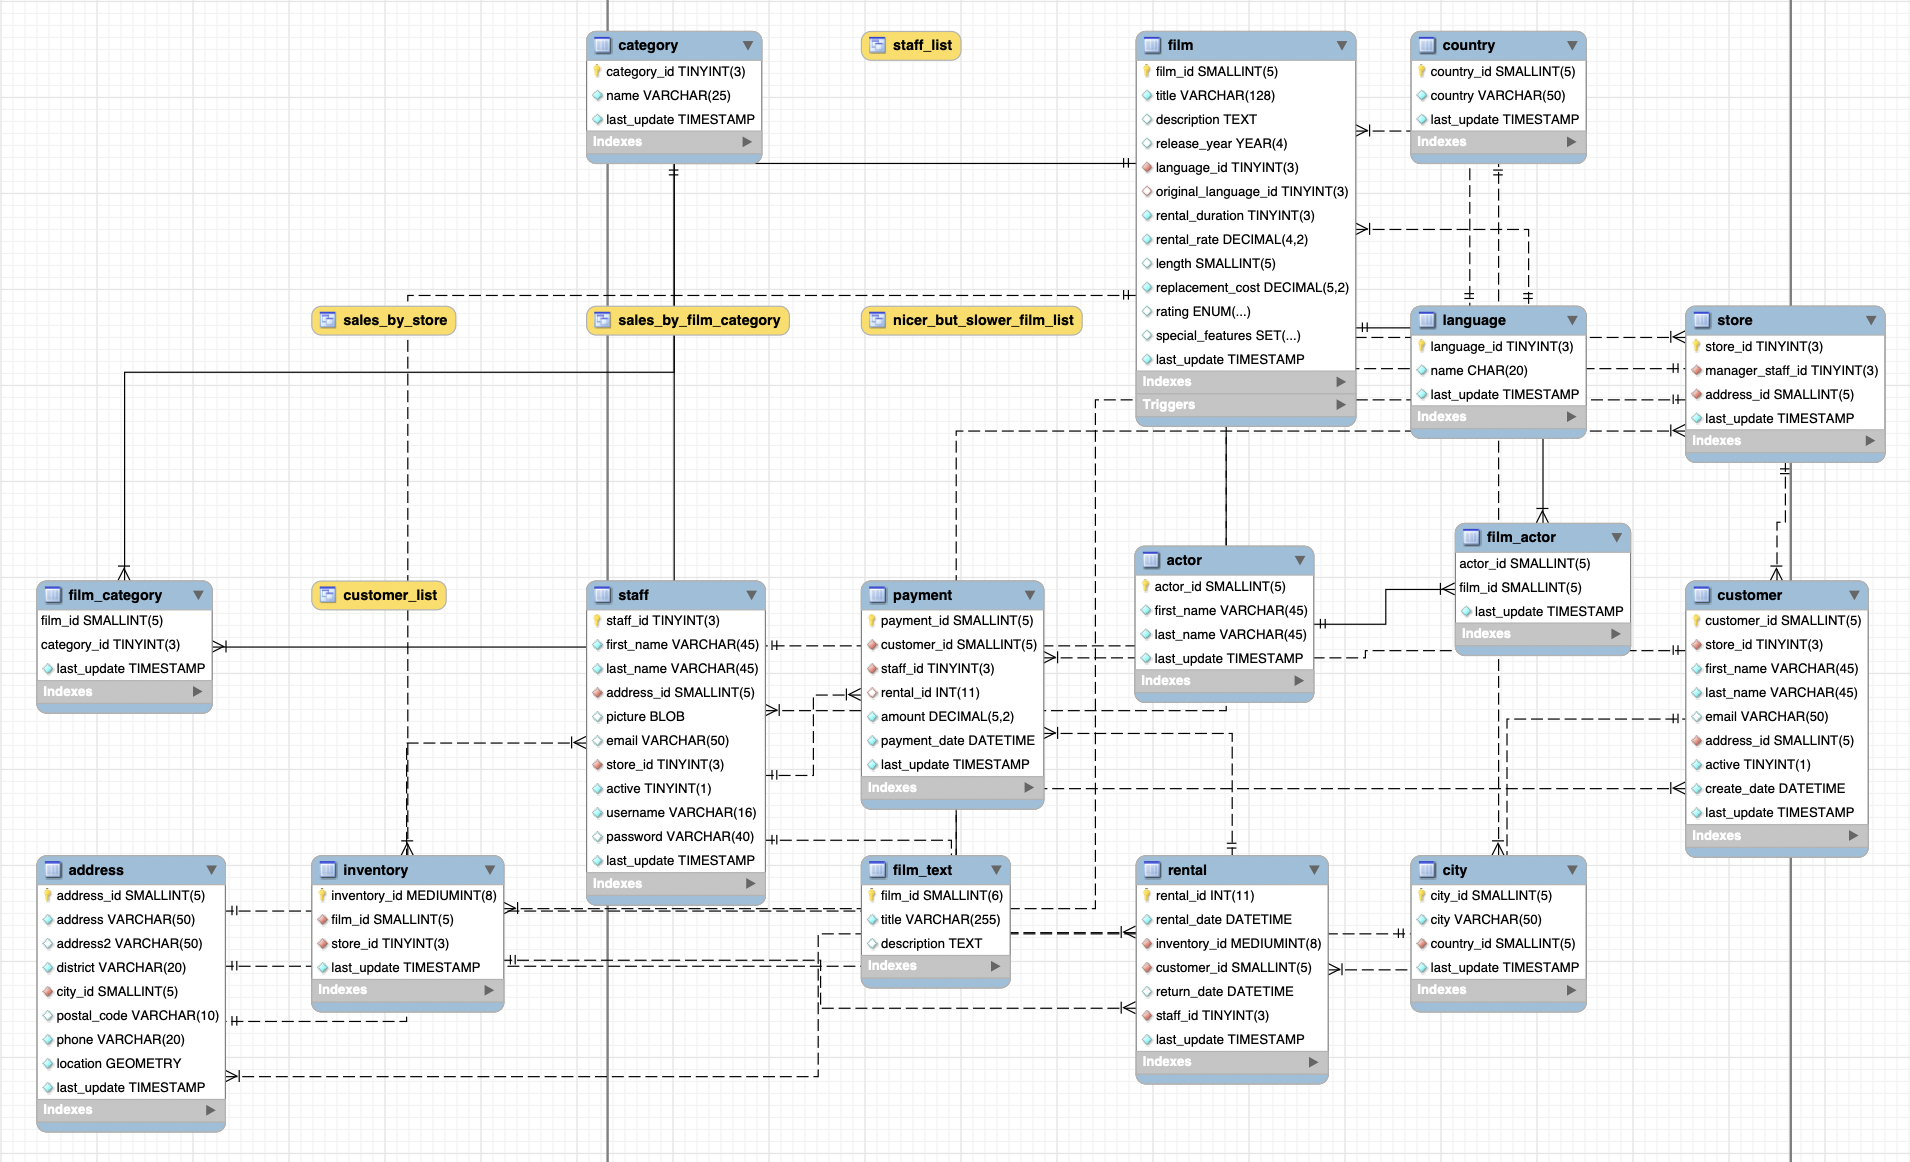 category
category_id TINYINT(3)
name VARCHAR(25)
last_update TIMESTAMP
Indexes
staff_list
film
film_id SMALLINT(5)
title VARCHAR(128)
description TEXT
release_year YEAR(4)
language_id TINYINT(3)
original_language_id TINYINT(3)
rental_duration TINYINT(3)
rental_rate DECIMAL(4,2)
length SMALLINT(5)
replacement_cost DECIMAL(5,2)
rating ENUM(...)
special_features SET(...)
last_update TIMESTAMP
Indexes
Triggers
country
country_id SMALLINT(5)
country VARCHAR(50)
last_update TIMESTAMP
Indexes
sales_by_store
sales_by_film_category
nicer_but_slower_film_list
language
language_id TINYINT(3)
name CHAR(20)
last_update TIMESTAMP
Indexes
store
store_id TINYINT(3)
manager_staff_id TINYINT(3)
address_id SMALLINT(5)
last_update TIMESTAMP
Indexes
film_category
film_id SMALLINT(5)
category_id TINYINT(3)
last_update TIMESTAMP
Indexes
customer_list
staff
staff_id TINYINT(3)
first_name VARCHAR(45)
last_name VARCHAR(45)
address_id SMALLINT(5)
picture BLOB
email VARCHAR(50)
store_id TINYINT(3)
active TINYINT(1)
username VARCHAR(16)
password VARCHAR(40)
last_update TIMESTAMP
Indexes
payment
payment_id SMALLINT(5)
customer_id SMALLINT(5)
staff_id TINYINT(3)
rental_id INT(11)
amount DECIMAL(5,2)
payment_date DATETIME
last_update TIMESTAMP
Indexes
actor
actor_id SMALLINT(5)
first_name VARCHAR(45)
last_name VARCHAR(45)
last_update TIMESTAMP
Indexes
film_actor
actor_id SMALLINT(5)
film_id SMALLINT(5)
last_update TIMESTAMP
Indexes
customer
customer_id SMALLINT(5)
store_id TINYINT(3)
first_name VARCHAR(45)
last_name VARCHAR(45)
email VARCHAR(50)
address_id SMALLINT(5)
active TINYINT(1)
create_date DATETIME
last_update TIMESTAMP
Indexes
address
address_id SMALLINT(5)
address VARCHAR(50)
address2 VARCHAR(50)
district VARCHAR(20)
city_id SMALLINT(5)
postal_code VARCHAR(10)
phone VARCHAR(20)
location GEOMETRY
last_update TIMESTAMP
Indexes
inventory
inventory_id MEDIUMINT(8)
film_id SMALLINT(5)
store_id TINYINT(3)
last_update TIMESTAMP
Indexes
film_text
film_id SMALLINT(6)
title VARCHAR(255)
description TEXT
Indexes
rental
rental_id INT(11)
rental_date DATETIME
inventory_id MEDIUMINT(8)
customer_id SMALLINT(5)
return_date DATETIME
staff_id TINYINT(3)
last_update TIMESTAMP
Indexes
city
city_id SMALLINT(5)
city VARCHAR(50)
country_id SMALLINT(5)
last_update TIMESTAMP
Indexes